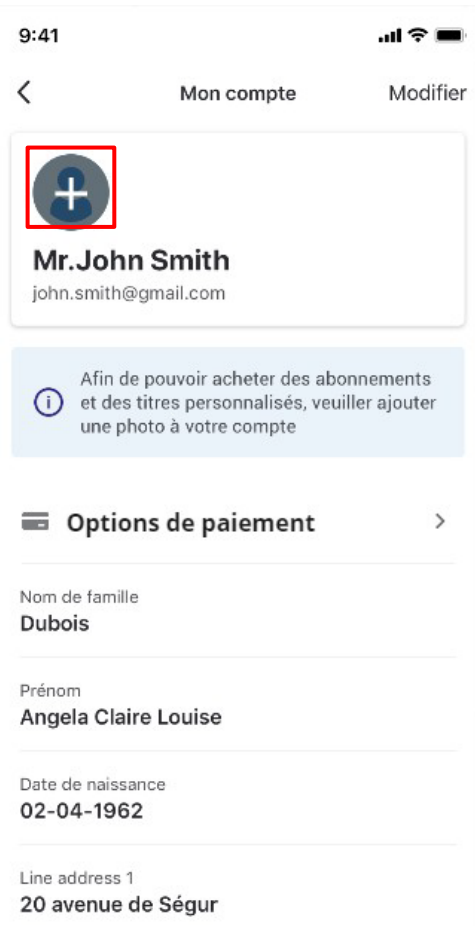 9:41
Mon compte
Modifier
Mr.John Smith
john.smith@gmail.com
Afin de pouvoir acheter des abonnements
et des titres personnalisés, veuiller ajouter
une photo à votre compte
Options de paiement
Nom de famille
Dubois
Prénom
Angela Claire Louise
Date de naissance
02-04-1962
Line address 1
20 avenue de Ségur